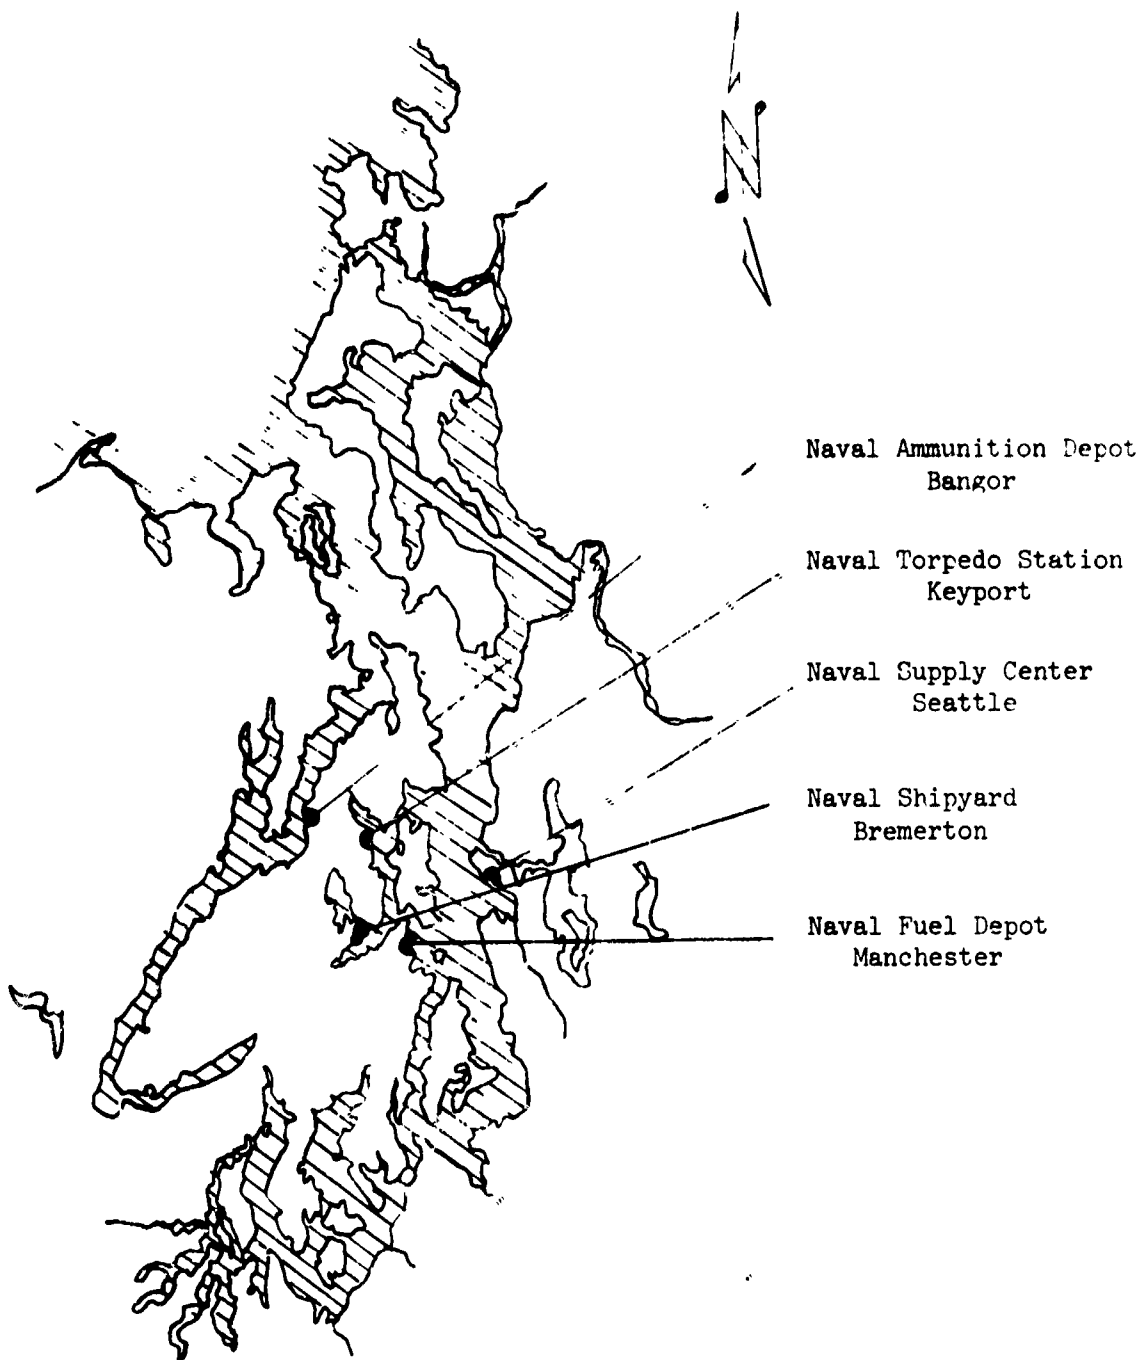 N
Naval Ammunition Depot
Bangor
Naval Torpedo Station
Keyport
Naval Supply Center
Seattle
Naval Shipyard
Bremerton
Naval Fuel Depot
Manchester